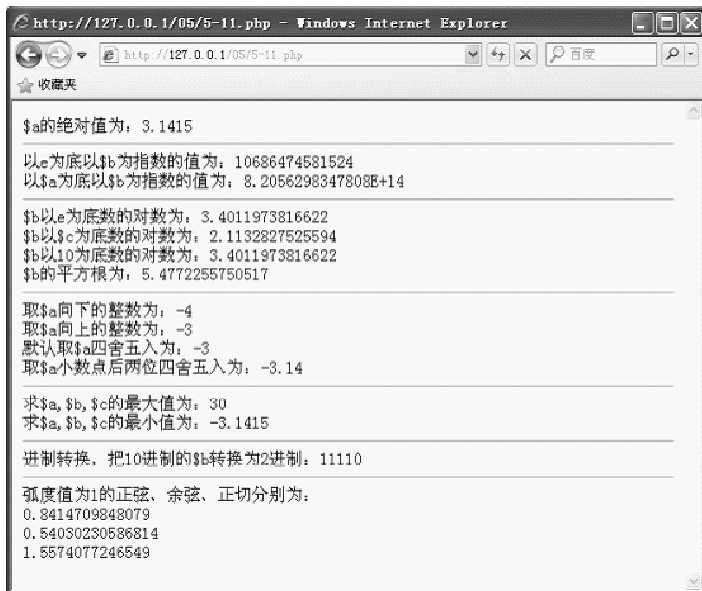 http://127.0.0.1/05/5-11.php - Windows Internet Explorer
http://127.0.0.1/05/5-11.php
百度
收藏夹
$a的绝对值为：3.1415
以e为底以$b为指数的值为：10686474581524
以$a为底以$b为指数的值为：8.2056298347808E+14
$b以e为底数的对数为：3.4011973816622
$b以$c为底数的对数为：2.1132827525594
$b以10为底数的对数为：3.4011973816622
$b的平方根为：5.4772255750517
取$a向下的整数为：-4
取$a向上的整数为：-3
默认取$a四舍五入为：-3
取$a小数点后两位四舍五入为：-3.14
求$a,$b,$c的最大值为：30
求$a,$b,$c的最小值为：-3.1415
进制转换，把10进制的$b转换为2进制：11110
弧度值为1的正弦、余弦、正切分别为：
0.8414709848079
0.54030230586814
1.5574077246549